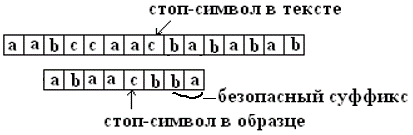 стоп-символ в тексте
a a b c c a a c b a b a b a b
a b a a c b b a
безопасный суффикс
стоп-символ в образце